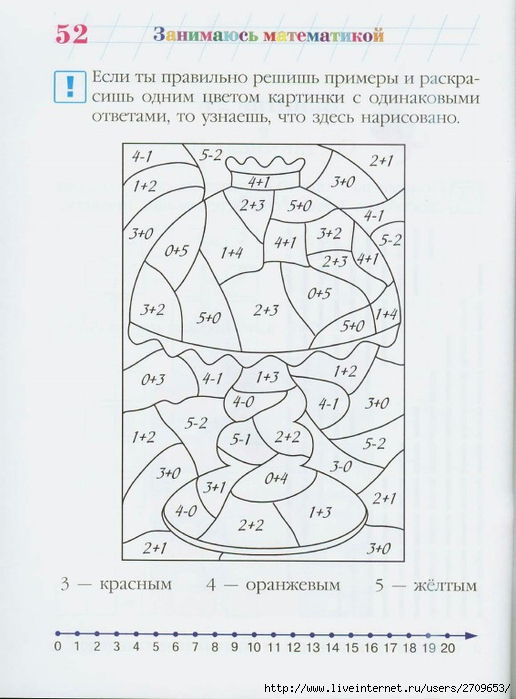 52 Занимаюсь математикой
! Если ты правильно решишь примеры и раскра-
сишь одним цветом картинки с одинаковыми
ответами, то узнаешь, что здесь нарисовано.
4-1 5-2 2+1
1+2 4+1 3+0
2+3 5+0 4-1
3+0 0+5 1+4 4+1 3+2 5-2
2+3 4+1
3+2 5+0 2+3 0+5 5+0 1+4
0+3 4-1 1+3 1+2
4-0 4-1 3+0
1+2 5-2 5-1 2+2 5-2
3+0 3+1 0+4 3-0
4-0 2+2 1+3 2+1
2+1 3+0
3 — красным 4 — оранжевым 5 — жёлтым
0 1 2 3 4 5 6 7 8 9 10 11 12 13 14 15 16 17 18 19 20
http://www.liveinternet.ru/users/2709653/